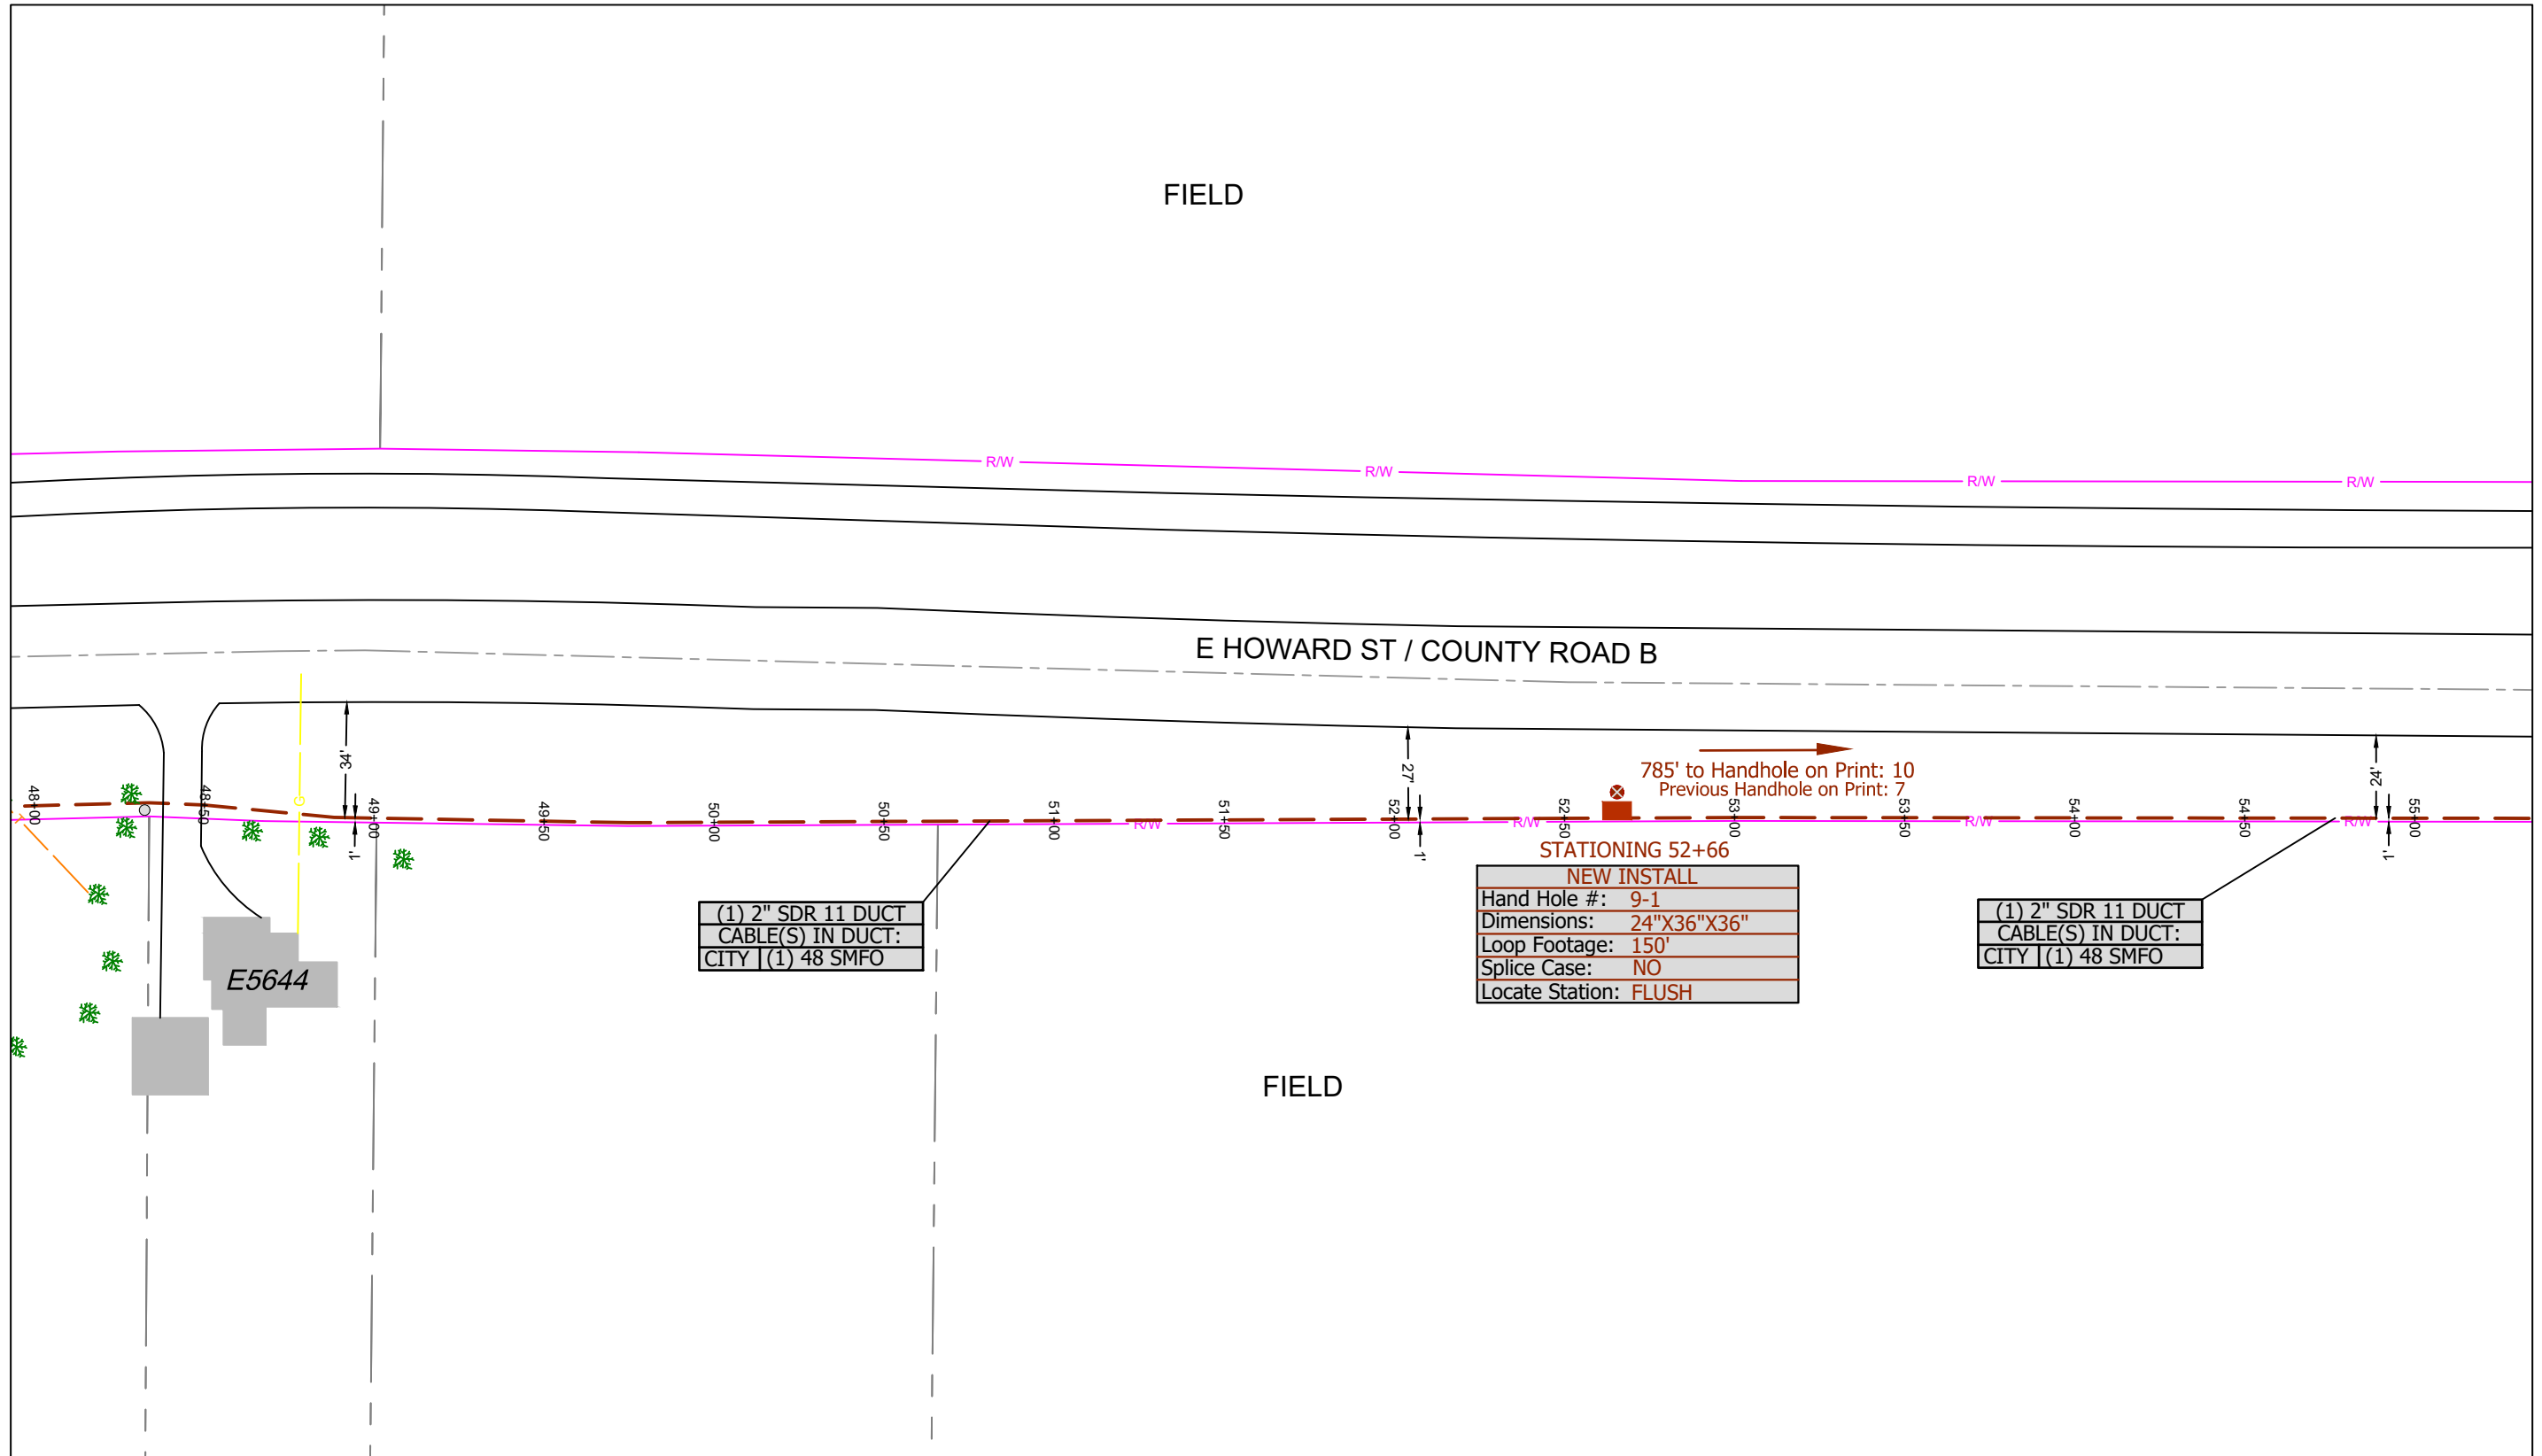 FIELD
R/W
R/W
R/W
R/W
E HOWARD ST / COUNTY ROAD B
34'
27'
24'
785' to Handhole on Print: 10
Previous Handhole on Print: 7
G
48+00
48+50
49+00
49+50
50+00
50+50
51+00
51+50
52+00
52+50
53+00
53+50
54+00
54+50
55+00
R/W
R/W
R/W
R/W
1'
1'
1'
STATIONING 52+66
NEW INSTALL
Hand Hole #: 9-1
Dimensions: 24"X36"X36"
Loop Footage: 150'
Splice Case: NO
Locate Station: FLUSH
(1) 2" SDR 11 DUCT
CABLE(S) IN DUCT:
CITY (1) 48 SMFO
(1) 2" SDR 11 DUCT
CABLE(S) IN DUCT:
CITY (1) 48 SMFO
E5644
FIELD